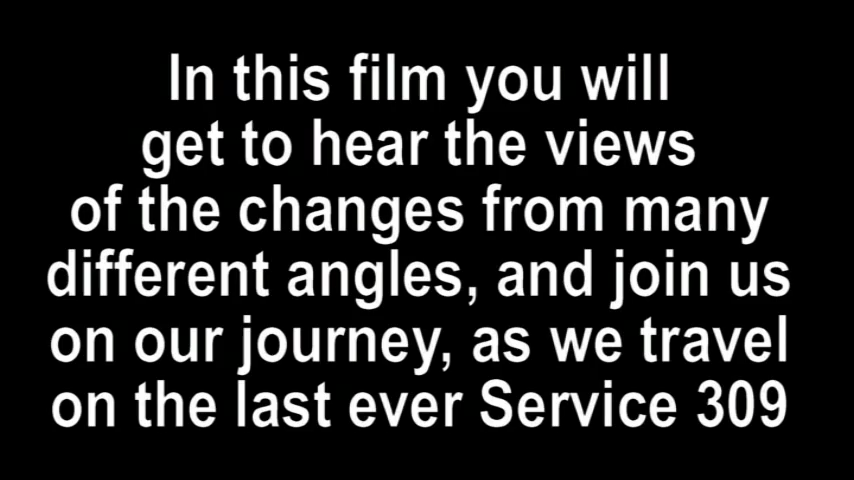 In this film you will
get to hear the views
of the changes from many
different angles, and join us
on our journey, as we travel
on the last ever Service 309